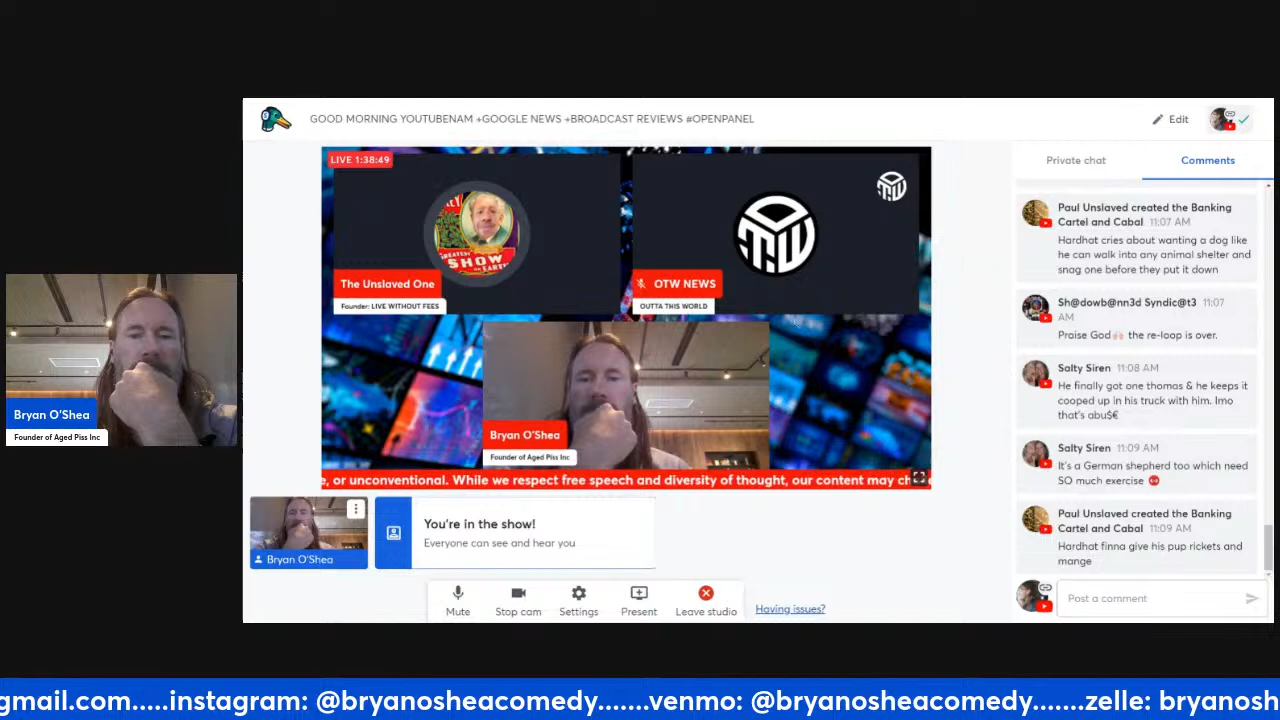 GOOD MORNING YOUTUBENAM +GOOGLE NEWS +BROADCAST REVIEWS #OPENPANEL
Edit
LIVE 1:38:49
SHOW
The Unslaved One
Founder: LIVE WITHOUT FEES
OTW NEWS
OUTTA THIS WORLD
Bryan O'Shea
Founder of Aged Piss Inc
Bryan O'Shea
Founder of Aged Piss Inc
e, or unconventional. While we respect free speech and diversity of thought, our content may ch
Bryan O'Shea
You're in the show!
Everyone can see and hear you
Mute
Stop cam
Settings
Present
Leave studio
Having issues?
Private chat
Comments
Paul Unslaved created the Banking
Cartel and Cabal 11:07 AM
Hardhat cries about wanting a dog like
he can walk into any animal shelter and
snag one before they put it down
Sh@dowb@nn3d Syndic@t3 11:07
AM
Praise God🙌🏻 the re-loop is over.
Salty Siren 11:08 AM
He finally got one thomas & he keeps it
cooped up in his truck with him. Imo
that's abu$€
Salty Siren 11:09 AM
It's a German shepherd too which need
SO much exercise
Paul Unslaved created the Banking
Cartel and Cabal 11:09 AM
Hardhat finna give his pup rickets and
mange
Post a comment
gmail.com.....instagram: @bryanosheacomedy.......venmo: @bryanosheacomedy.......zelle: bryanosh